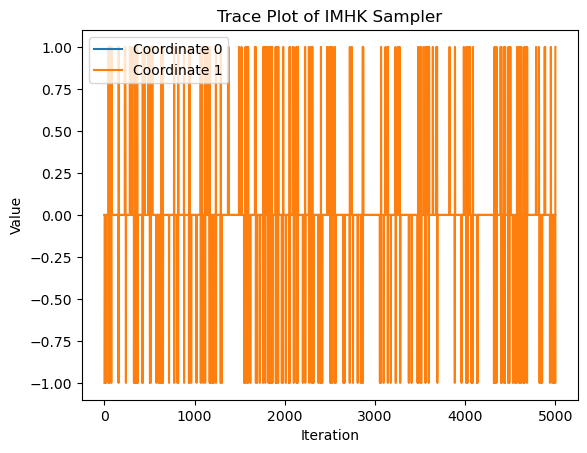 Trace Plot of IMHK Sampler
Coordinate 0
Coordinate 1
1.00
0.75
0.50
0.25
0.00
−0.25
−0.50
−0.75
−1.00
Value
0 1000 2000 3000 4000 5000
Iteration